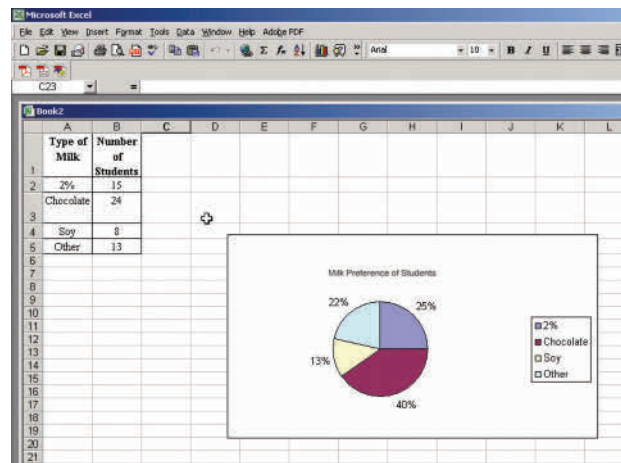 Microsoft Excel
File Edit View Insert Format Tools Data Window Help Adobe PDF
Arial 10 B I U
C23 =
Book2
A B C D E F G H I J K L
1 Type of Milk Number of Students
2 2% 15
3 Chocolate 24
4 Soy 8
5 Other 13
6
7
8
9
10
11
12
13
14
15
16
17
18
19
20
21
Milk Preference of Students
22% 25%
13%
40%
2%
Chocolate
Soy
Other